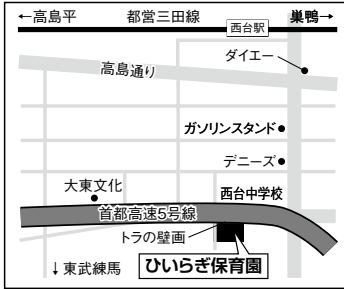 ←高島平 都営三田線 巣鴨→
西台駅
ダイエー
高島通り
ガソリンスタンド
デニーズ
大東文化
西台中学校
首都高速5号線
トラの壁画
ひいらぎ保育園
↓東武練馬